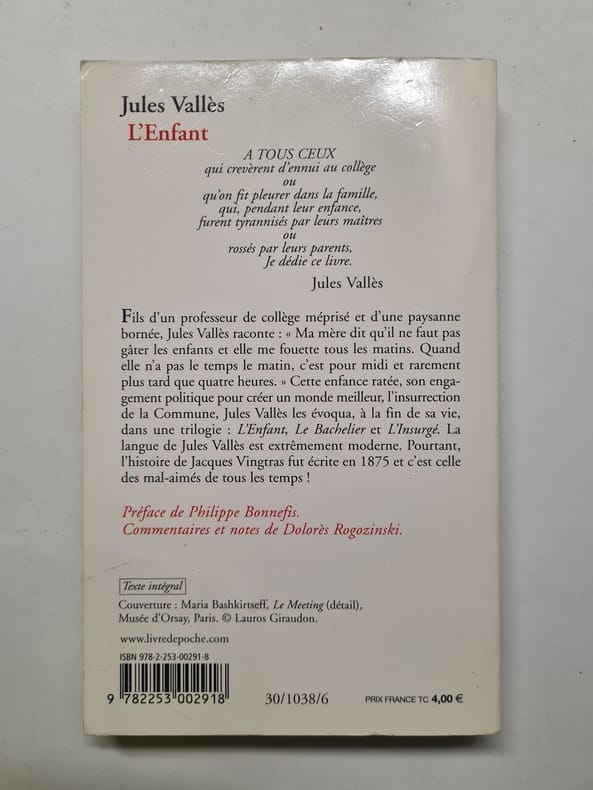 Jules Vallès
L'Enfant
A TOUS CEUX
qui crevèrent d'ennui au collège
ou
qu'on fit pleurer dans la famille,
qui, pendant leur enfance,
furent tyrannisés par leurs maîtres
ou
rossés par leurs parents,
Je dédie ce livre.
Jules Vallès
Fils d'un professeur de collège méprisé et d'une paysanne
bornée, Jules Vallès raconte : « Ma mère dit qu'il ne faut pas
gâter les enfants et elle me fouette tous les matins. Quand
elle n'a pas le temps le matin, c'est pour midi et rarement
plus tard que quatre heures. » Cette enfance ratée, son enga-
gement politique pour créer un monde meilleur, l'insurrection
de la Commune, Jules Vallès les évoqua, à la fin de sa vie,
dans une trilogie : L'Enfant, Le Bachelier et L'Insurgé. La
langue de Jules Vallès est extrêmement moderne. Pourtant,
l'histoire de Jacques Vingtras fut écrite en 1875 et c'est celle
des mal-aimés de tous les temps !
Préface de Philippe Bonnefis.
Commentaires et notes de Dolorès Rogozinski.
Texte intégral
Couverture : Maria Bashkirtseff, Le Meeting (détail),
Musée d'Orsay, Paris. © Lauros Giraudon.
www.livredepoche.com
ISBN 978-2-253-00291-8
9 782253 002918
30/1038/6
PRIX FRANCE TC 4,00 €